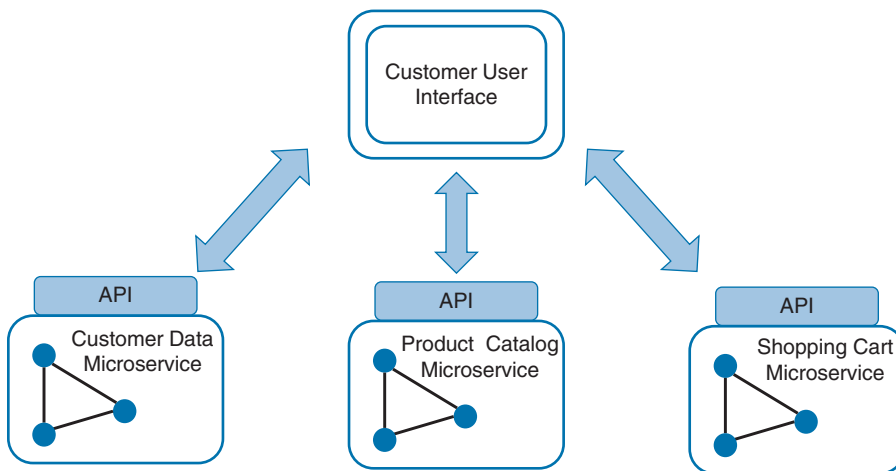 Customer User
Interface
API
API
API
Customer Data
Microservice
Product Catalog
Microservice
Shopping Cart
Microservice